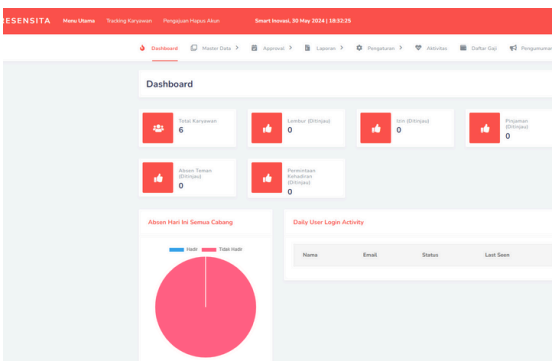 RESENSITA Menu Utama Tracking Karyawan Pengajuan Hapus Akun Smart Inovasi, 30 May 2024 | 18:32:25
Dashboard Master Data > Approval > Laporan > Pengaturan > Aktivitas Daftar Gaji Pengumuman
Dashboard
Total Karyawan
6
Lembur (Ditinjau)
0
Izin (Ditinjau)
0
Pinjaman
(Ditinjau)
0
Absen Teman
(Ditinjau)
0
Permintaan
Kehadiran
(Ditinjau)
0
Absen Hari Ini Semua Cabang
Daily User Login Activity
Hadir Tidak Hadir
Name Email Status Last Seen